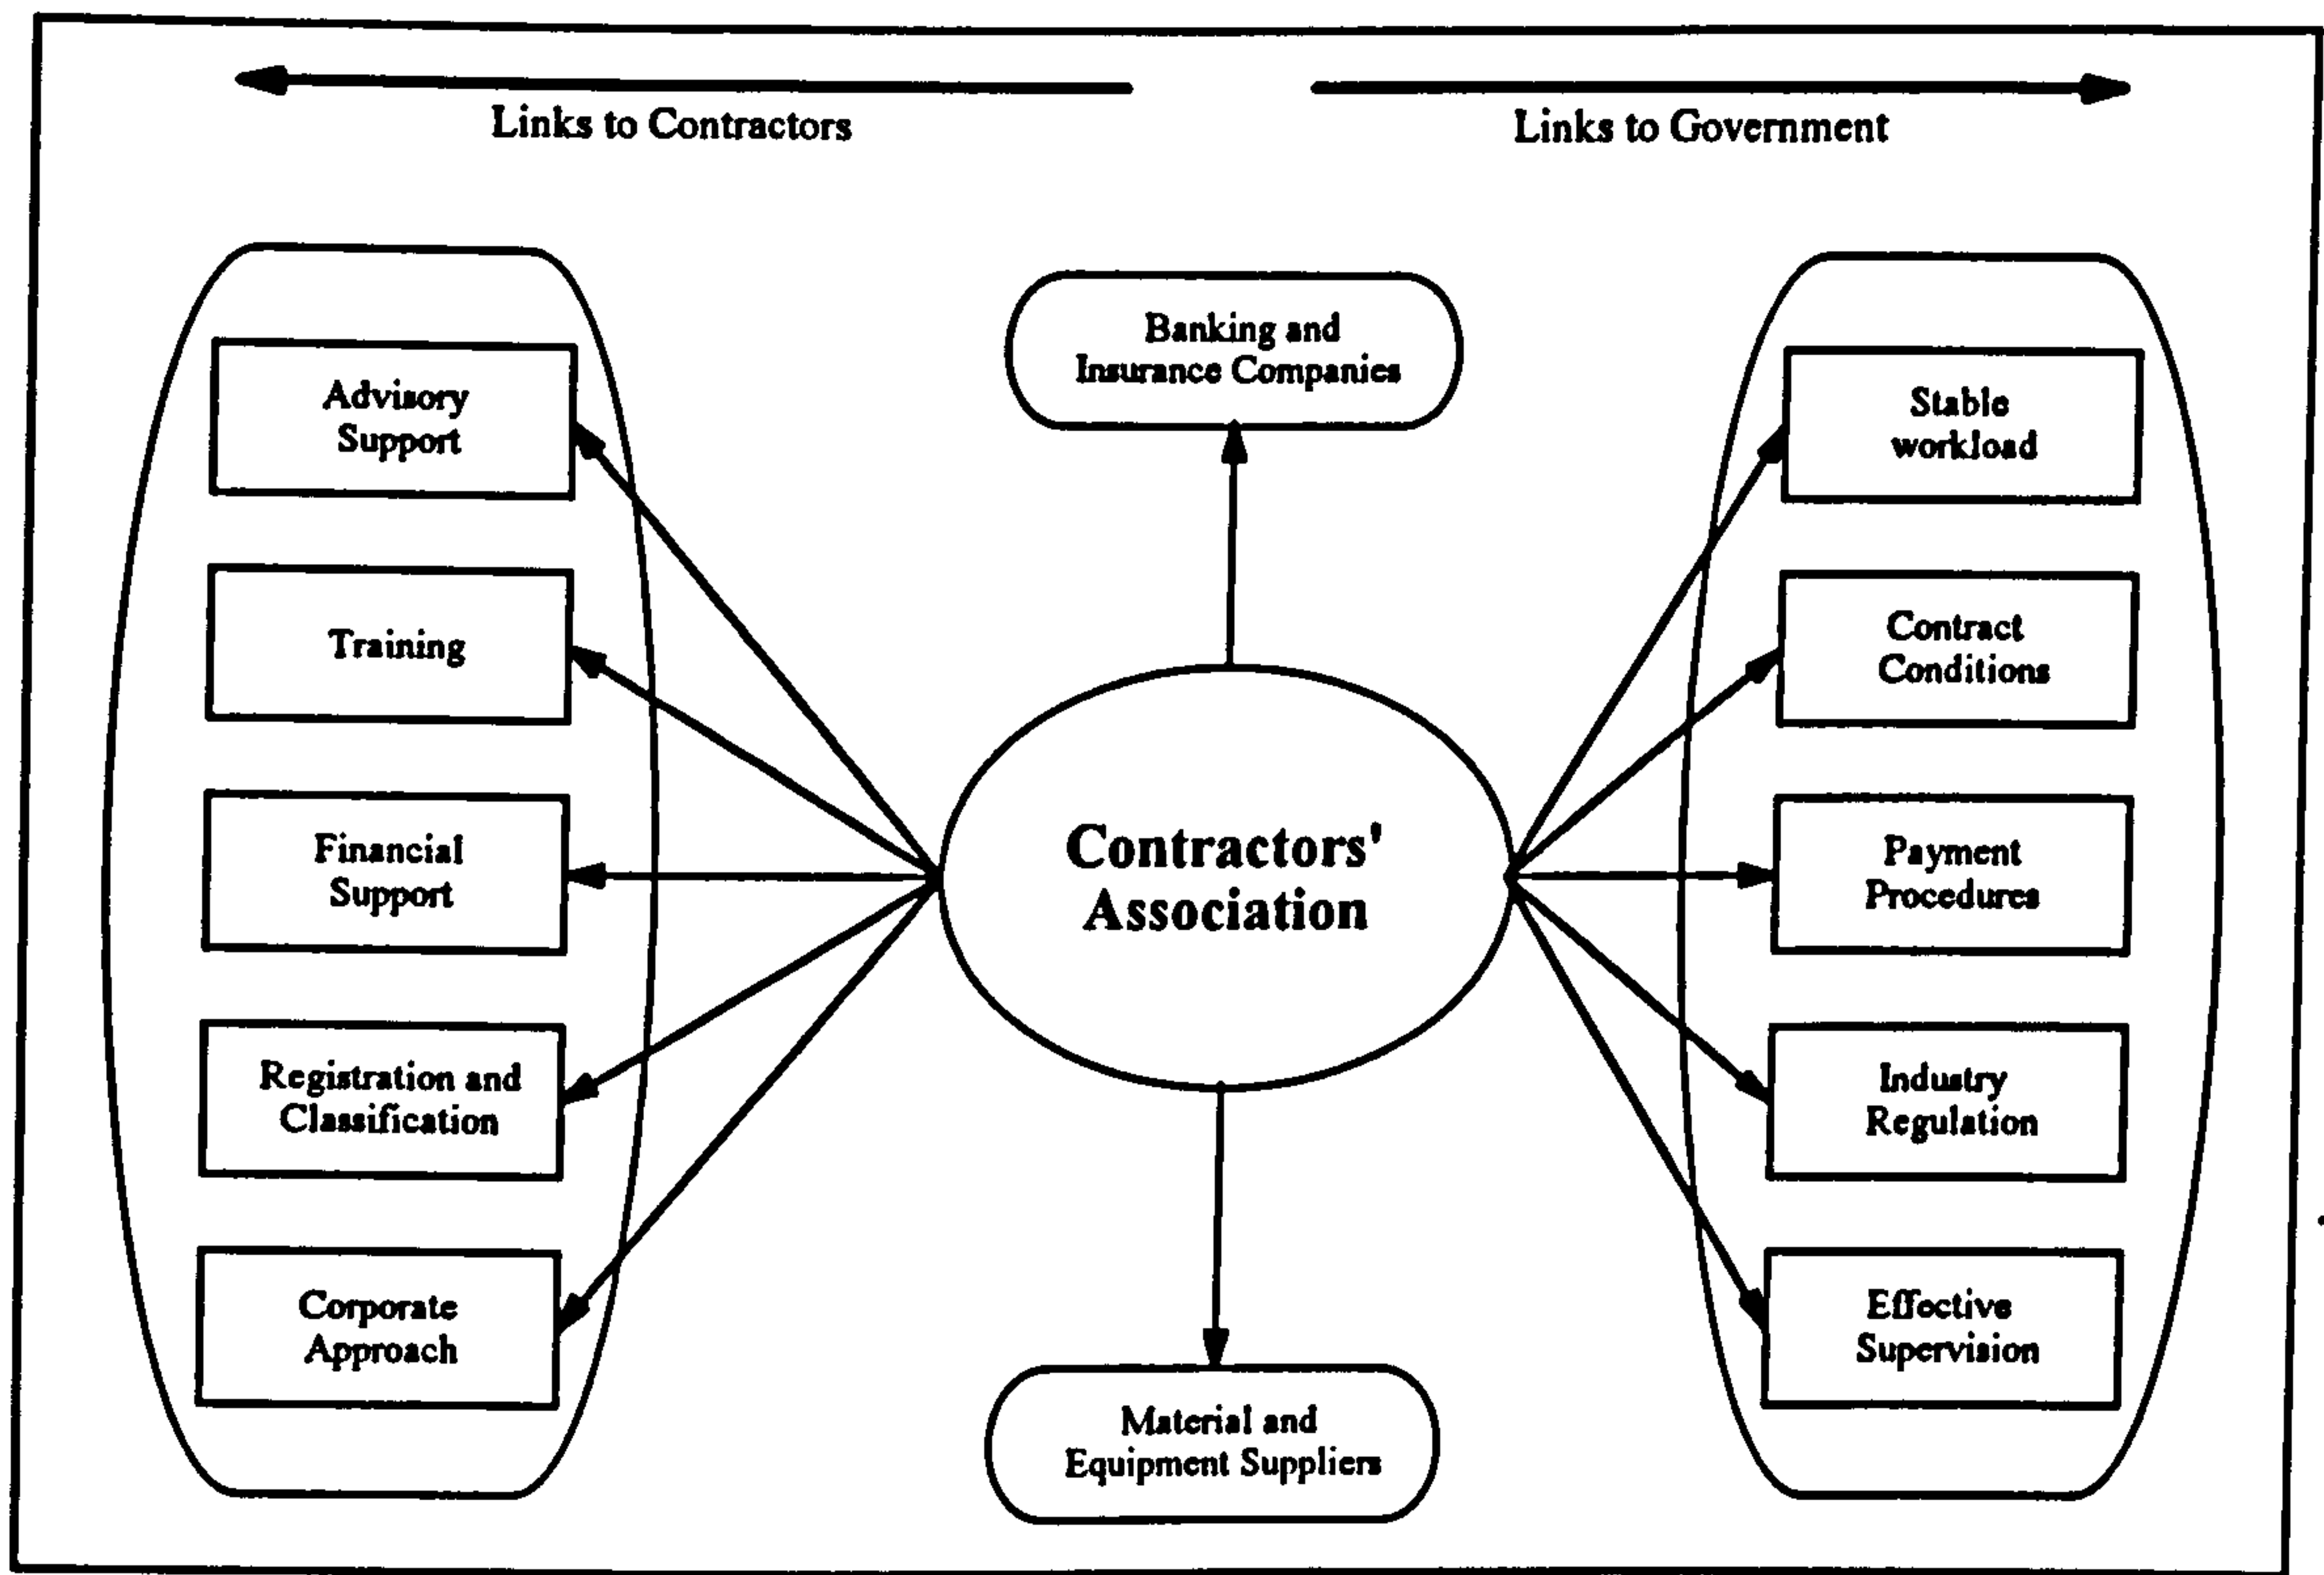 Links to Contractors
Links to Government
Advisory
Support
Training
Financial
Support
Registration and
Classification
Corporate
Approach
Banking and
Insurance Companies
Contractors'
Association
Material and
Equipment Suppliers
Stable
workload
Contract
Conditions
Payment
Procedures
Industry
Regulation
Effective
Supervision